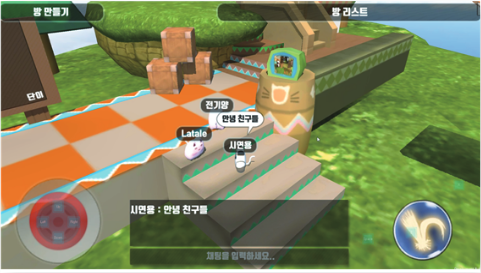 방 만들기
방 리스트
단미
전기양
안녕 친구들
Latale
시연용
시연용 : 안녕 친구들
채팅을 입력하세요...